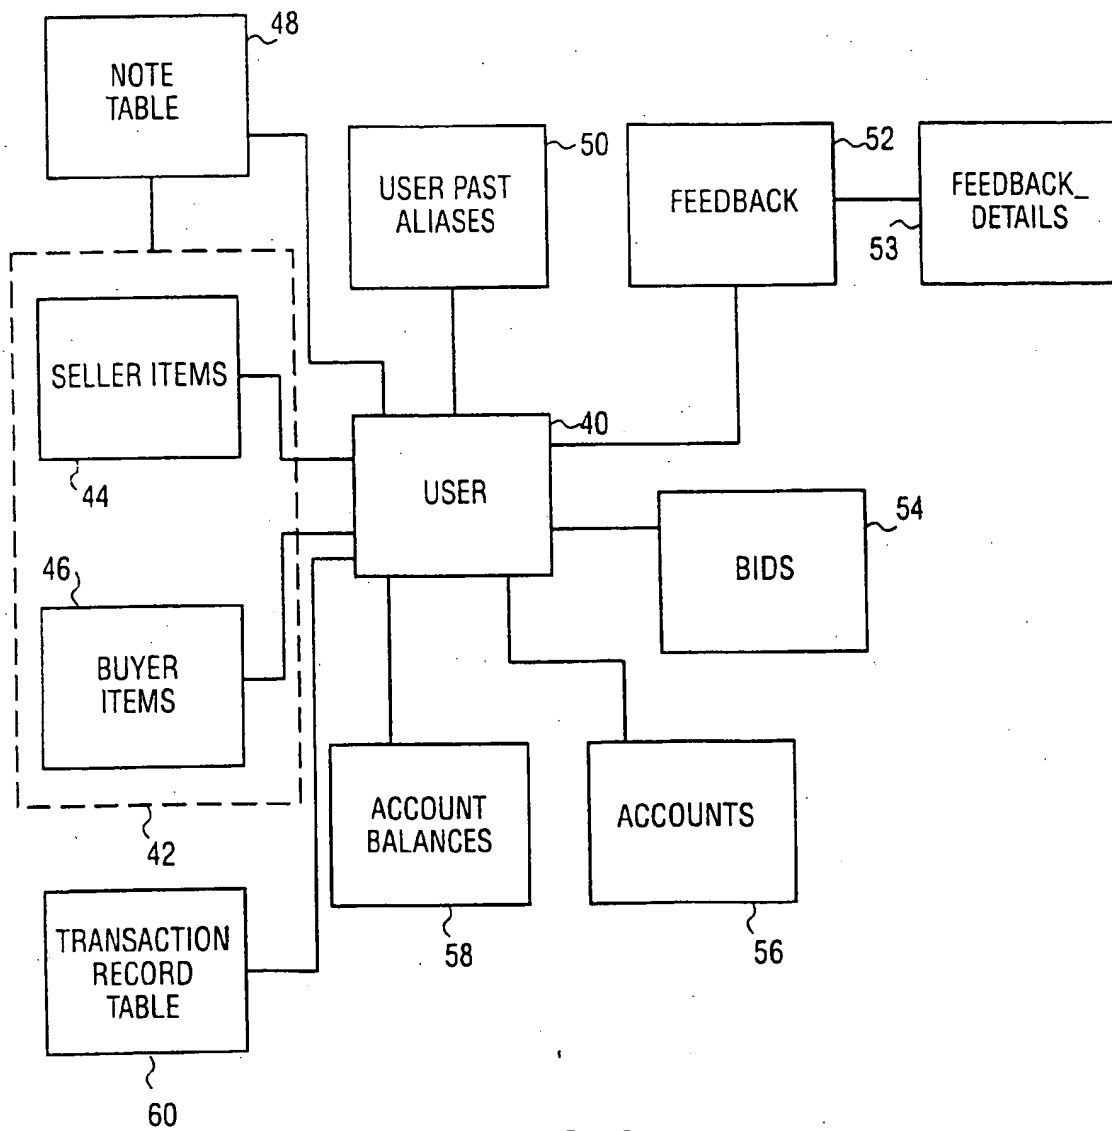 48
NOTE
TABLE
50
USER PAST
ALIASES
52
FEEDBACK
FEEDBACK_
DETAILS
53
SELLER ITEMS
44
40
USER
54
BIDS
46
BUYER
ITEMS
42
ACCOUNT
BALANCES
58
ACCOUNTS
56
TRANSACTION
RECORD
TABLE
60